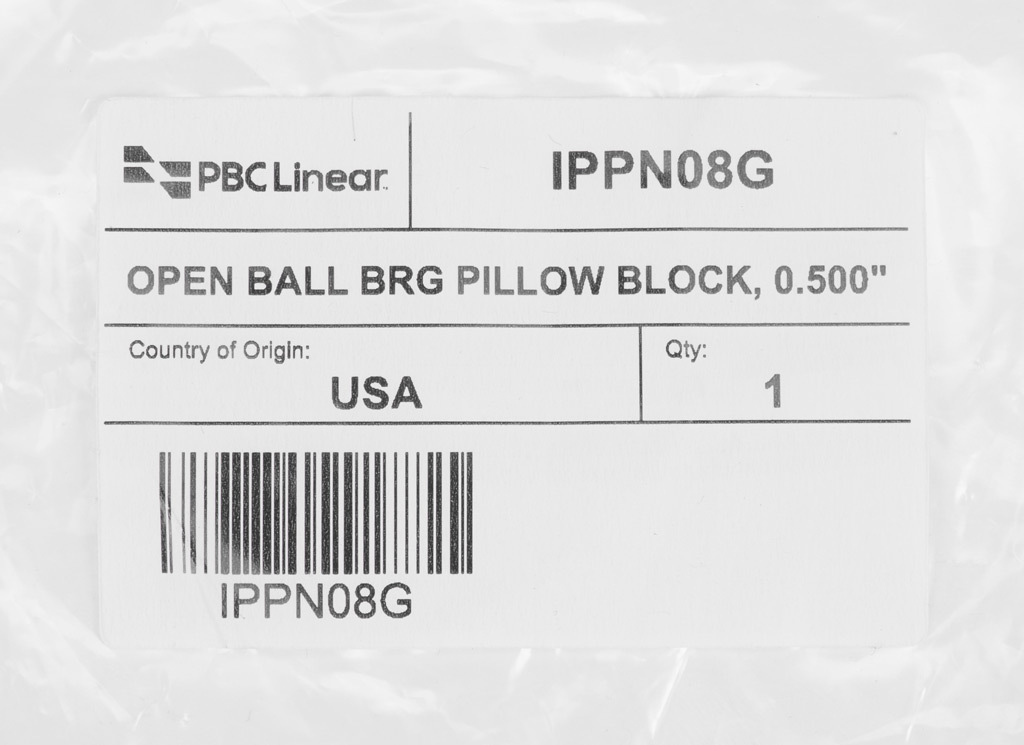 PBC Linear
IPPN08G
OPEN BALL BRG PILLOW BLOCK, 0.500"
Country of Origin:
USA
Qty:
1
IPPN08G